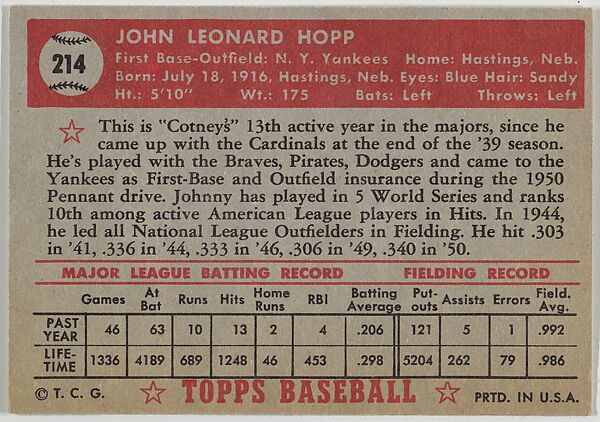 214
JOHN LEONARD HOPP
First Base-Outfield: N. Y. Yankees Home: Hastings, Neb.
Born: July 18, 1916, Hastings, Neb. Eyes: Blue Hair: Sandy
Ht.: 5'10" Wt.: 175 Bats: Left Throws: Left
This is "Cotney's" 13th active year in the majors, since he
came up with the Cardinals at the end of the '39 season.
He's played with the Braves, Pirates, Dodgers and came to the
Yankees as First-Base and Outfield insurance during the 1950
Pennant drive. Johnny has played in 5 World Series and ranks
10th among active American League players in Hits. In 1944,
he led all National League Outfielders in Fielding. He hit .303
in '41, .336 in '44, .333 in '46, .306 in '49, .340 in '50.
MAJOR LEAGUE BATTING RECORD FIELDING RECORD
Games At Bat Runs Hits Home Runs RBI Batting Average Put-outs Assists Errors Field. Avg.
PAST YEAR 46 63 10 13 2 4 .206 121 5 1 .992
LIFE-TIME 1336 4189 689 1248 46 453 .298 5204 262 79 .986
© T. C. G. TOPPS BASEBALL PRTD. IN U.S.A.